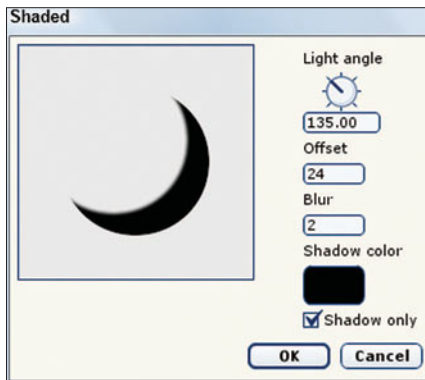 Shaded
Light angle
135.00
Offset
24
Blur
2
Shadow color
Shadow only
OK
Cancel